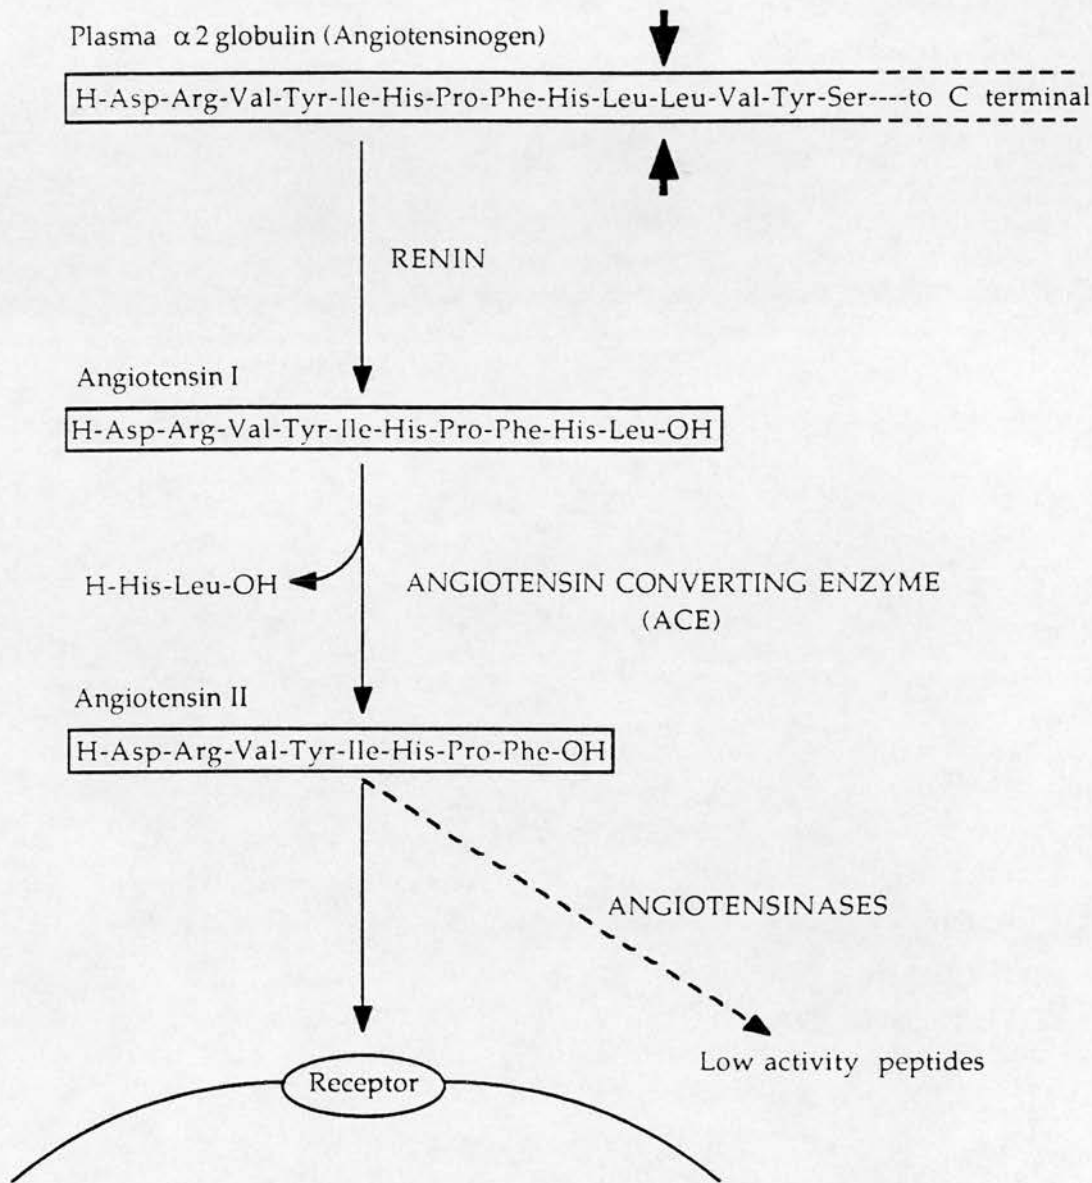 Plasma α2 globulin (Angiotensinogen)
H-Asp-Arg-Val-Tyr-Ile-His-Pro-Phe-His-Leu-Leu-Val-Tyr-Ser----to C terminal
RENIN
Angiotensin I
H-Asp-Arg-Val-Tyr-Ile-His-Pro-Phe-His-Leu-OH
H-His-Leu-OH
ANGIOTENSIN CONVERTING ENZYME
(ACE)
Angiotensin II
H-Asp-Arg-Val-Tyr-Ile-His-Pro-Phe-OH
ANGIOTENSINASES
Low activity peptides
Receptor